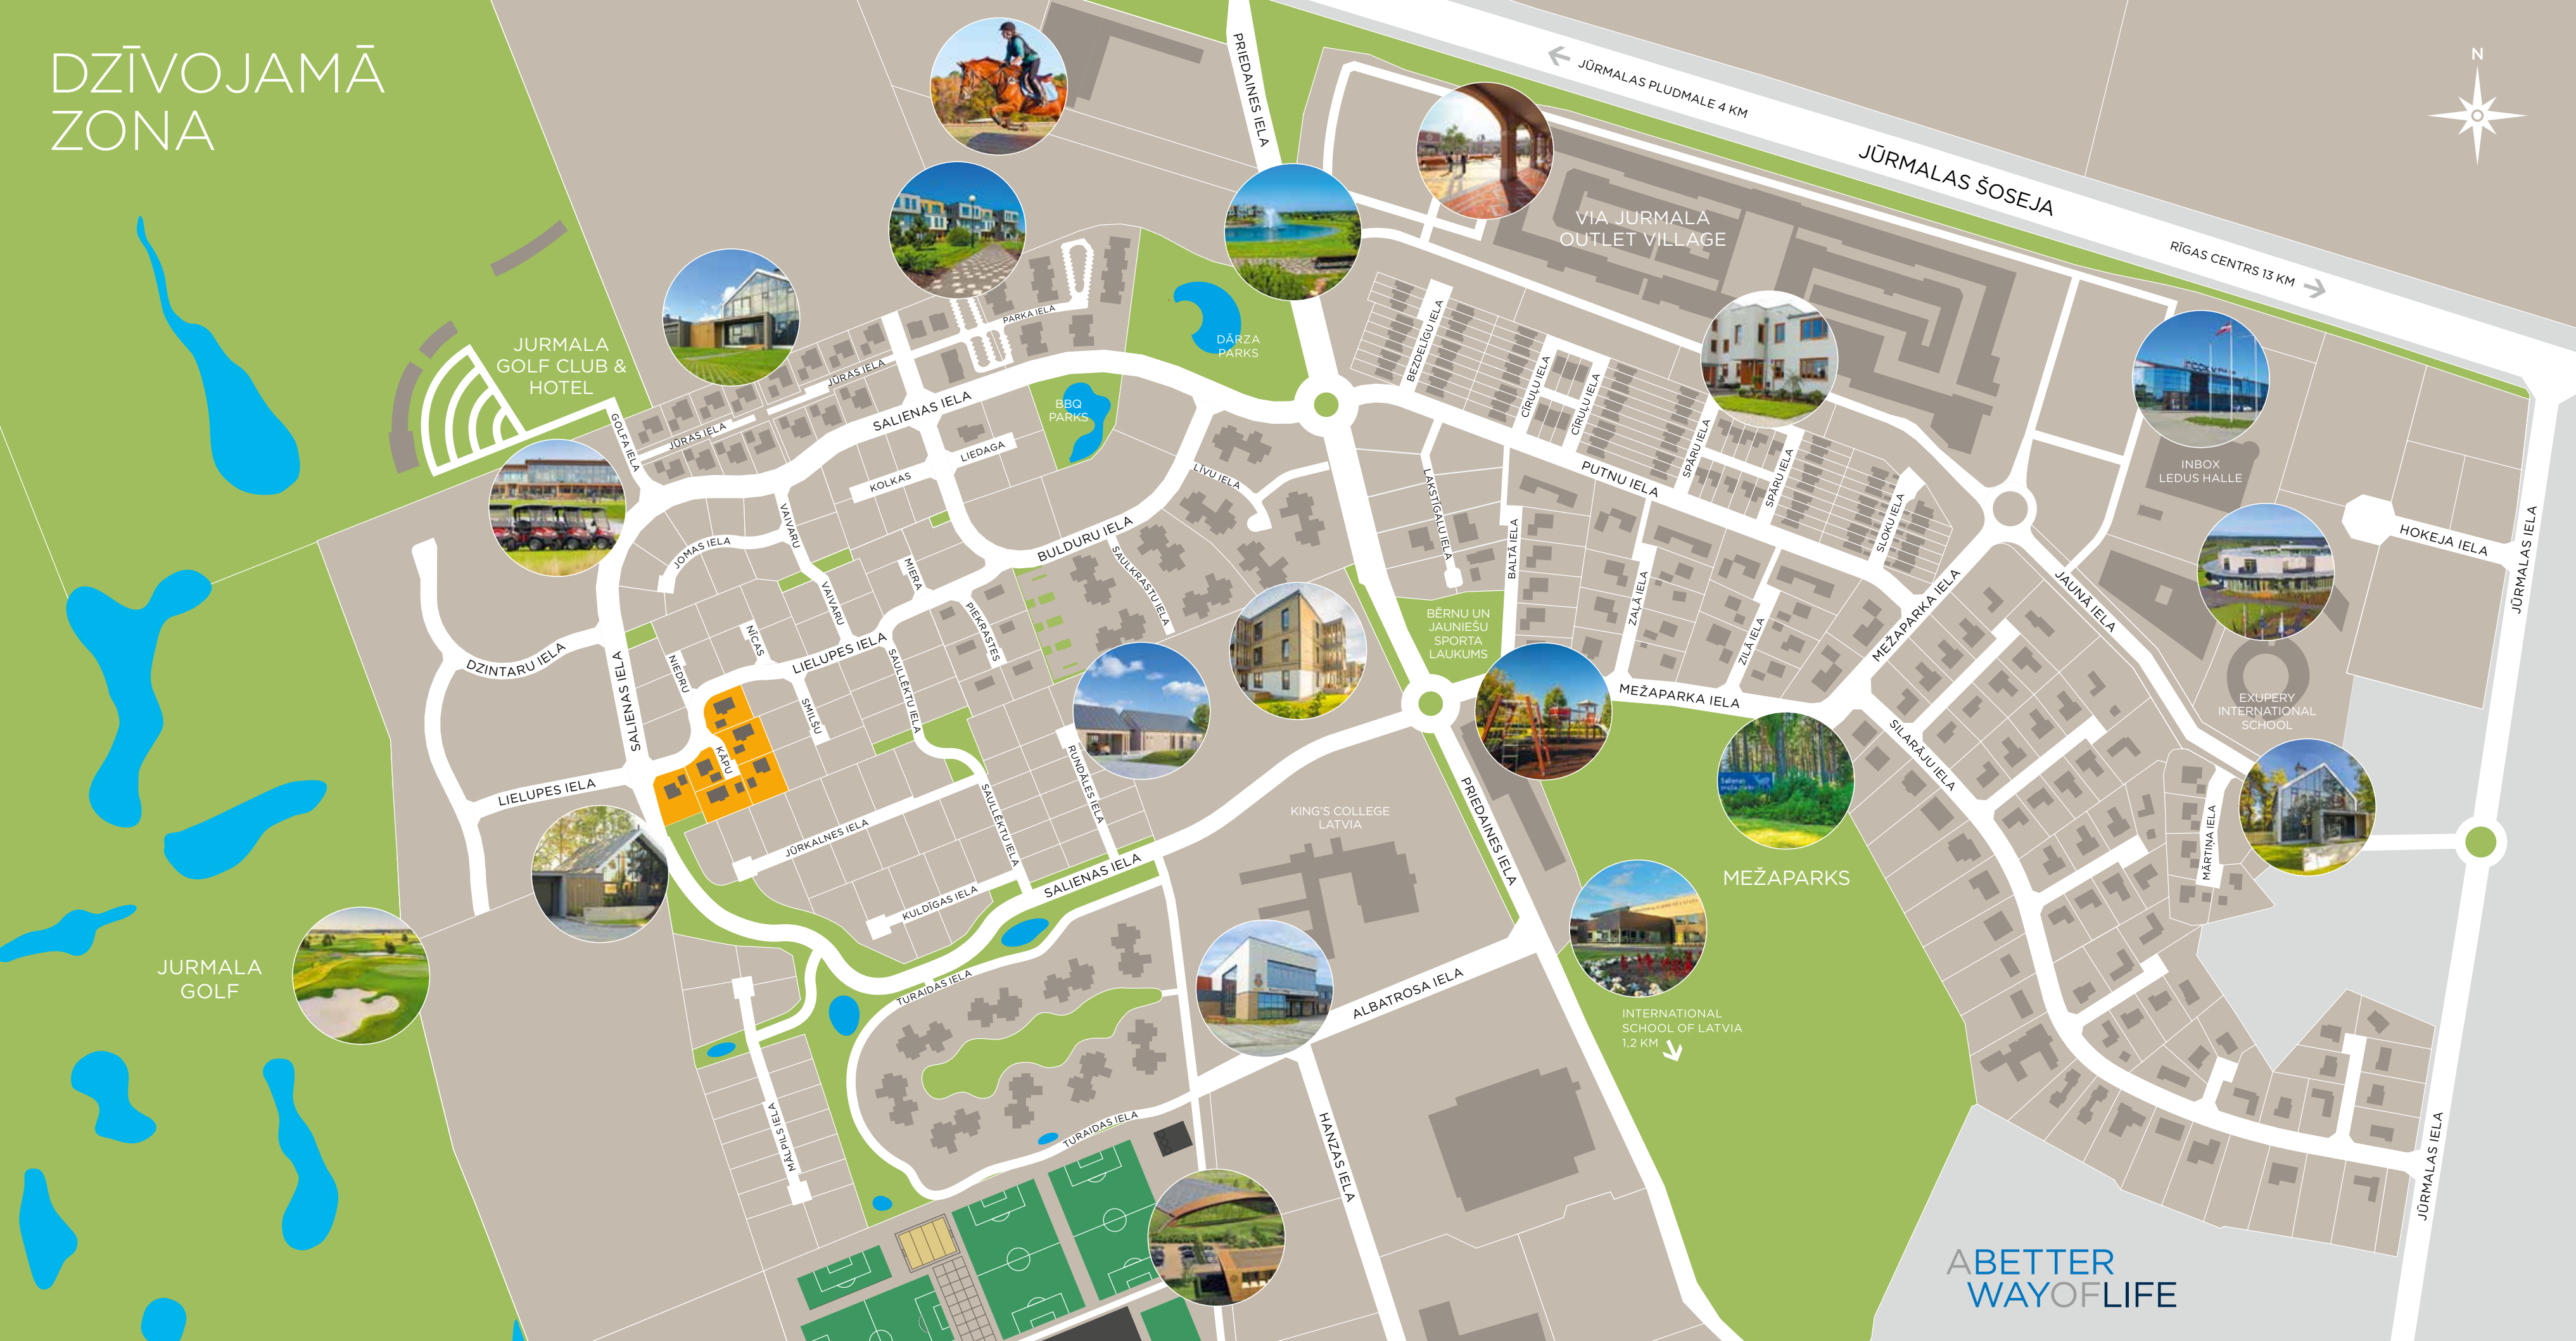 DZĪVOJAMĀ
ZONA
N
PRIEDAINES IELA
JŪRMALAS PLUDMALE 4 KM
JŪRMALAS ŠOSEJA
RĪGAS CENTRS 13 KM
VIA JURMALA
OUTLET VILLAGE
JURMALA
GOLF CLUB &
HOTEL
GOLFA IELA
JŪRAS IELA
JŪRAS IELA
PARKA IELA
SALIENAS IELA
DĀRZA
PARKS
BBQ
PARKS
BEZDELĪGU IELA
CĪRUĻU IELA
CĪRUĻU IELA
SPĀRU IELA
SPĀRU IELA
SLOKU IELA
PUTNU IELA
INBOX
LEDUS HALLE
HOKEJA IELA
JŪRMALAS IELA
KOLKAS
LIEDAGA
LĪVU IELA
LAKSTĪGALU IELA
BALTĀ IELA
JOMAS IELA
VAIVARU
VAIVARU
MIERA
BULDURU IELA
SAULKRASTU IELA
PIEKRASTES
ZAĻĀ IELA
ZILĀ IELA
MEŽAPARKA IELA
JAUNĀ IELA
BĒRNU UN
JAUNIEŠU
SPORTA
LAUKUMS
DZINTARU IELA
SALIENAS IELA
NIEDRU
NĪCAS
LIELUPES IELA
SAULLĒKTU IELA
SMILŠU
KĀPU
MEŽAPARKA IELA
SILARĀJU IELA
EXUPERY
INTERNATIONAL
SCHOOL
LIELUPES IELA
JŪRKALNES IELA
SAULLĒKTU IELA
RUNDĀLES IELA
KING'S COLLEGE
LATVIA
PRIEDAINES IELA
MEŽAPARKS
MĀRTIŅA IELA
KULDĪGAS IELA
SALIENAS IELA
JURMALA
GOLF
TURAIDAS IELA
ALBATROSA IELA
INTERNATIONAL
SCHOOL OF LATVIA
1,2 KM
MĀLPILS IELA
TURAIDAS IELA
HANZAS IELA
JŪRMALAS IELA
ABETTER
WAYOFLIFE